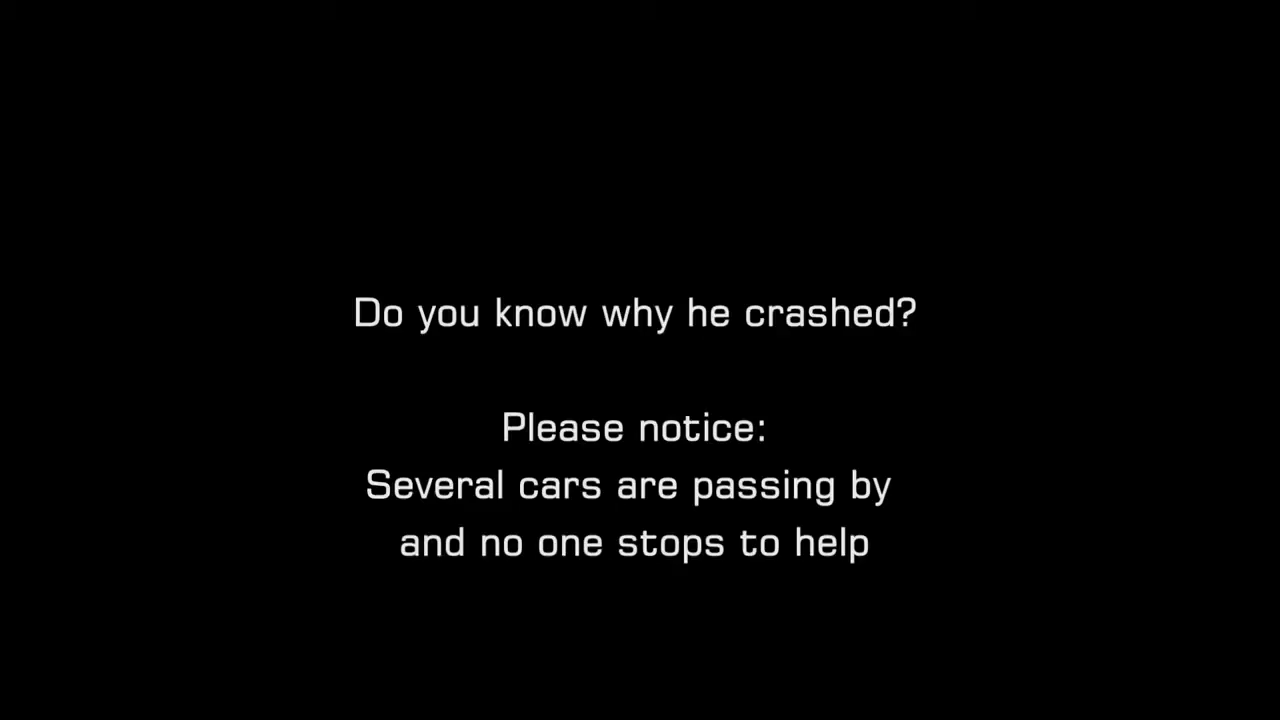 Do you know why he crashed?
Please notice:
Several cars are passing by
and no one stops to help